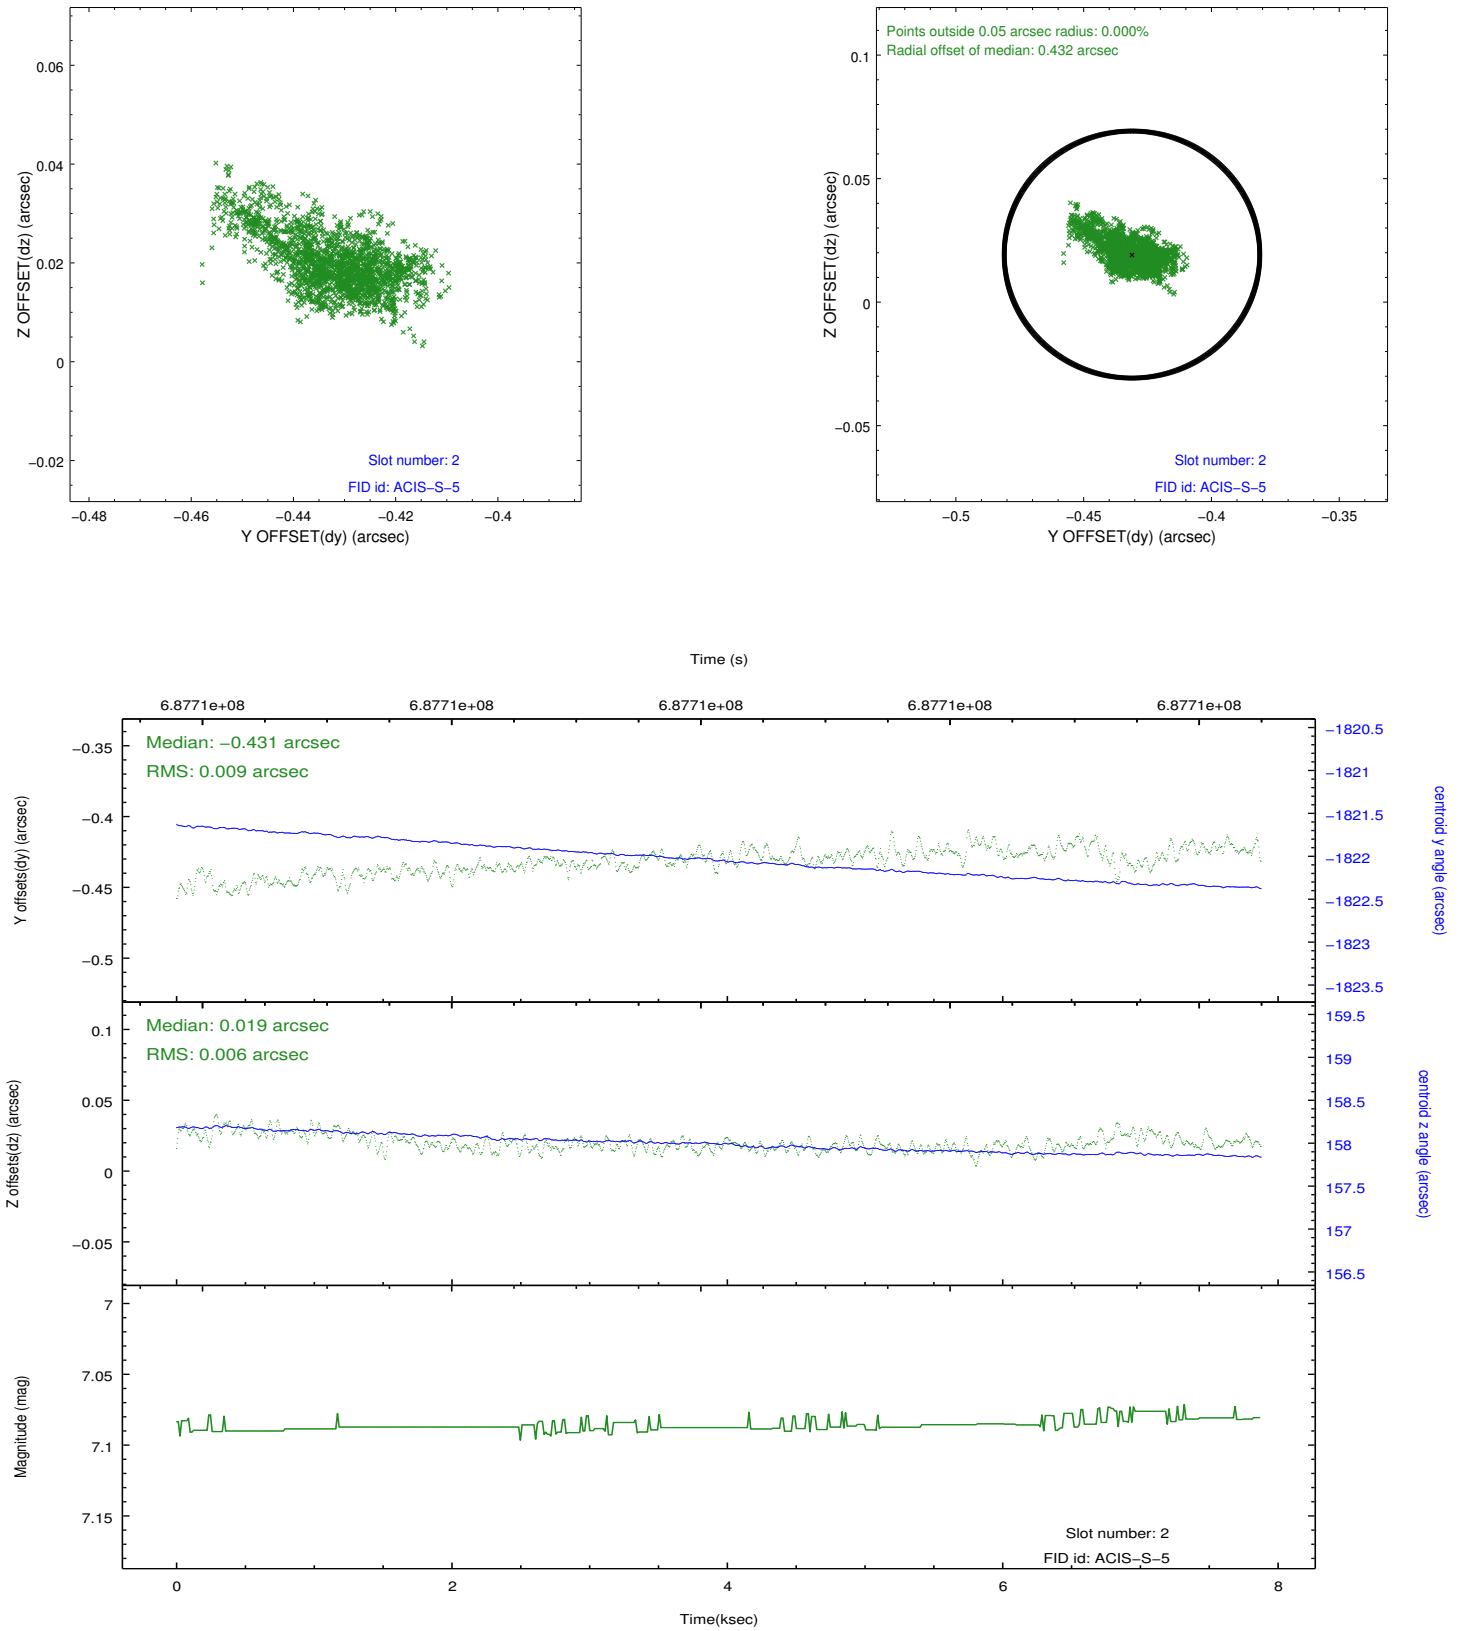 0.06
0.04
0.02
0
−0.02
Z OFFSET(dz) (arcsec)
Slot number: 2
FID id: ACIS−S−5
−0.48
−0.46
−0.44
−0.42
−0.4
Y OFFSET(dy) (arcsec)
Points outside 0.05 arcsec radius: 0.000%
Radial offset of median: 0.432 arcsec
0.1
0.05
0
−0.05
Z OFFSET(dz) (arcsec)
Slot number: 2
FID id: ACIS−S−5
−0.5
−0.45
−0.4
−0.35
Y OFFSET(dy) (arcsec)
Time (s)
6.8771e+08
6.8771e+08
6.8771e+08
6.8771e+08
6.8771e+08
Median: −0.431 arcsec
RMS: 0.009 arcsec
−0.35
−0.4
−0.45
−0.5
Y offsets(dy) (arcsec)
−1820.5
−1821
−1821.5
−1822
−1822.5
−1823
−1823.5
centroid y angle (arcsec)
Median: 0.019 arcsec
RMS: 0.006 arcsec
0.1
0.05
0
−0.05
Z offsets(dz) (arcsec)
159.5
159
158.5
158
157.5
157
156.5
centroid z angle (arcsec)
7
7.05
7.1
7.15
Magnitude (mag)
Slot number: 2
FID id: ACIS−S−5
0
2
4
6
8
Time(ksec)